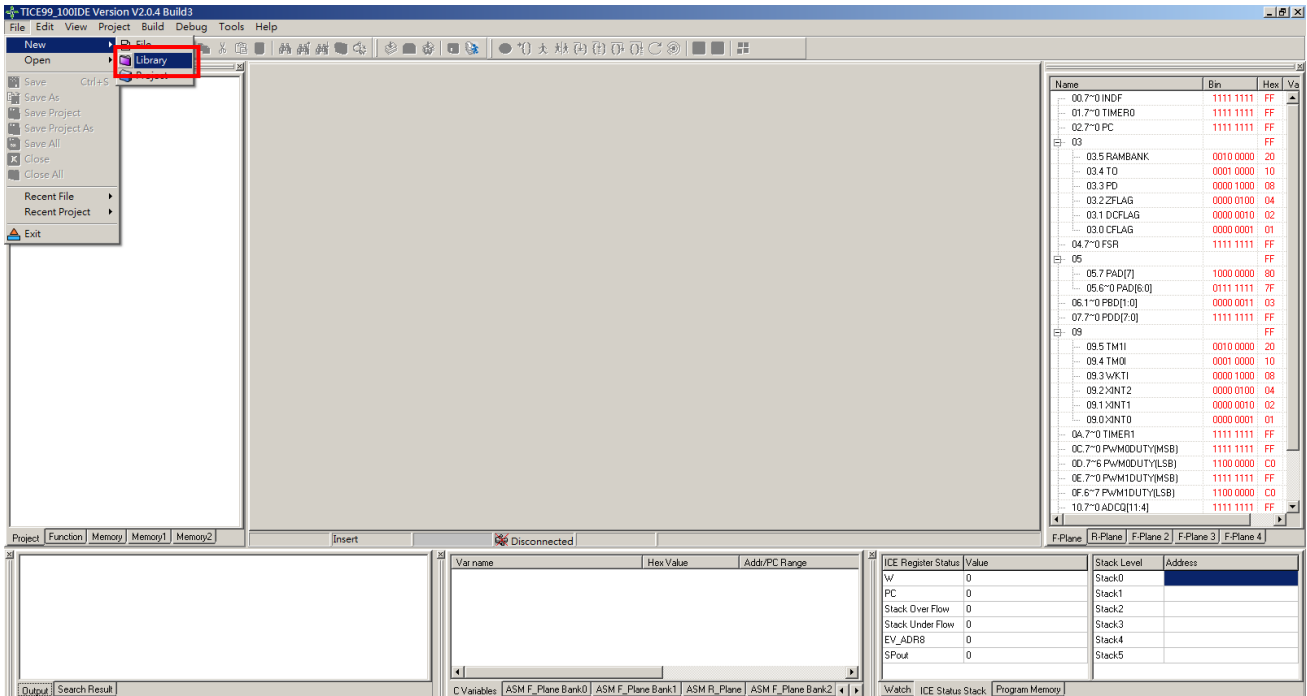 TICE99_100IDE Version V2.0.4 Build3
File Edit View Project Build Debug Tools Help
New
File
Open
Library
Project
Save Ctrl+S
Save As
Save Project
Save Project As
Save All
Close
Close All
Recent File
Recent Project
Exit
Name Bin Hex Va
00.7~0 INDF 1111 1111 FF
01.7~0 TIMER0 1111 1111 FF
02.7~0 PC 1111 1111 FF
03 FF
03.5 RAMBANK 0010 0000 20
03.4 TO 0001 0000 10
03.3 PD 0000 1000 08
03.2 ZFLAG 0000 0100 04
03.1 DCFLAG 0000 0010 02
03.0 CFLAG 0000 0001 01
04.7~0 FSR 1111 1111 FF
05 FF
05.7 PAD[7] 1000 0000 80
05.6~0 PAD[6:0] 0111 1111 7F
06.1~0 PBD[1:0] 0000 0011 03
07.7~0 PDD[7:0] 1111 1111 FF
09 FF
09.5 TM1I 0010 0000 20
09.4 TM0I 0001 0000 10
09.3 WKTI 0000 1000 08
09.2 XINT2 0000 0100 04
09.1 XINT1 0000 0010 02
09.0 XINT0 0000 0001 01
0A.7~0 TIMER1 1111 1111 FF
0C.7~0 PWM0DUTY(MSB) 1111 1111 FF
0D.7~6 PWM0DUTY(LSB) 1100 0000 C0
0E.7~0 PWM1DUTY(MSB) 1111 1111 FF
0F.6~7 PWM1DUTY(LSB) 1100 0000 C0
10.7~0 ADCQ[11:4] 1111 1111 FF
Project Function Memory Memory1 Memory2
Insert Disconnected
F-Plane R-Plane F-Plane 2 F-Plane 3 F-Plane 4
Var name Hex Value Addr/PC Range
ICE Register Status Value
W 0
PC 0
Stack Over Flow 0
Stack Under Flow 0
EV_ADR8 0
SPout 0
Stack Level Address
Stack0
Stack1
Stack2
Stack3
Stack4
Stack5
Output Search Result
C Variables ASM F_Plane Bank0 ASM F_Plane Bank1 ASM R_Plane ASM F_Plane Bank2
Watch ICE Status Stack Program Memory